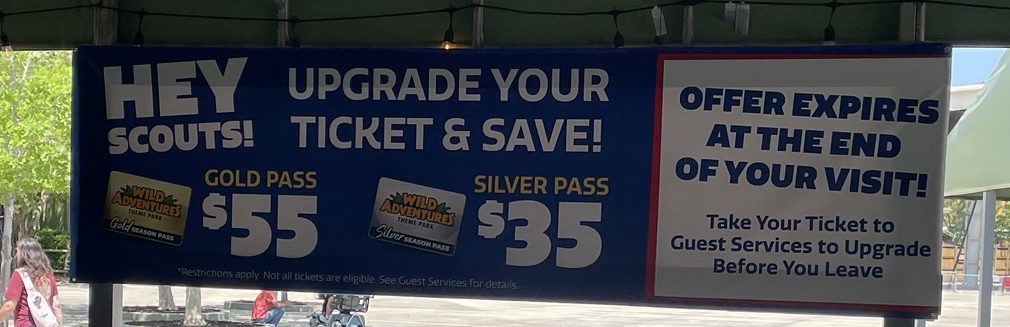 HEY
SCOUTS!
UPGRADE YOUR
TICKET & SAVE!
WILD
ADVENTURES
THEME PARK
Gold SEASON PASS
GOLD PASS
$55
WILD
ADVENTURES
THEME PARK
Silver SEASON PASS
SILVER PASS
$35
*Restrictions apply. Not all tickets are eligible. See Guest Services for details.
OFFER EXPIRES
AT THE END
OF YOUR VISIT!
Take Your Ticket to
Guest Services to Upgrade
Before You Leave